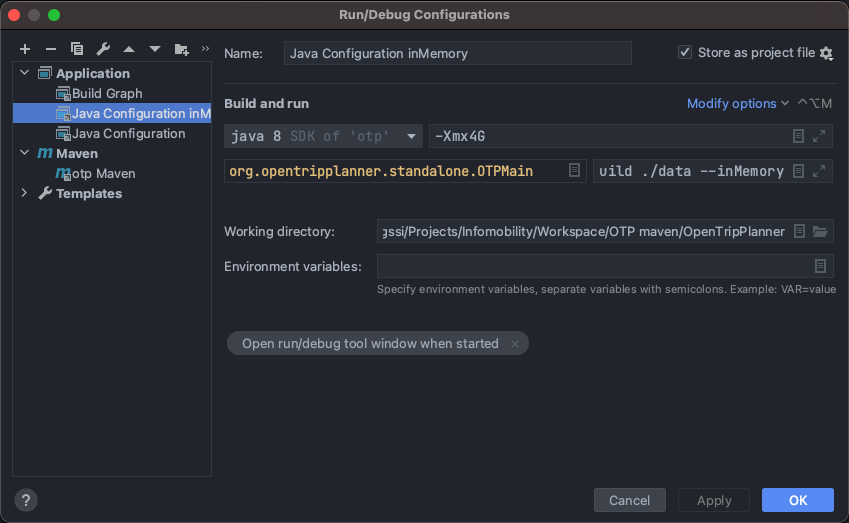 Run/Debug Configurations
Name: Java Configuration inMemory Store as project file
Application
Build Graph
Java Configuration inM
Java Configuration
Maven
otp Maven
Templates
Build and run Modify options ⌃⌥M
java 8 SDK of 'otp' -Xmx4G
org.opentripplanner.standalone.OTPMain uild ./data --inMemory
Working directory: gssi/Projects/Infomobility/Workspace/OTP maven/OpenTripPlanner
Environment variables:
Specify environment variables, separate variables with semicolons. Example: VAR=value
Open run/debug tool window when started ×
? Cancel Apply OK